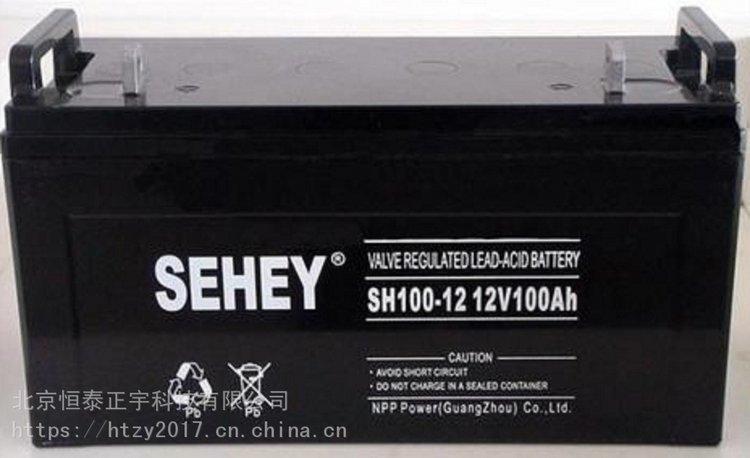 SEHEY®
VALVE REGULATED LEAD-ACID BATTERY
SH100-12 12V100Ah
CAUTION
• AVOID SHORT CIRCUIT
• DO NOT CHARGE IN A SEALED CONTAINER
NPP Power(GuangZhou) Co.,Ltd.
Pb Pb
北京恒泰正宇科技有限公司
https://htzy2017.cn.china.cn